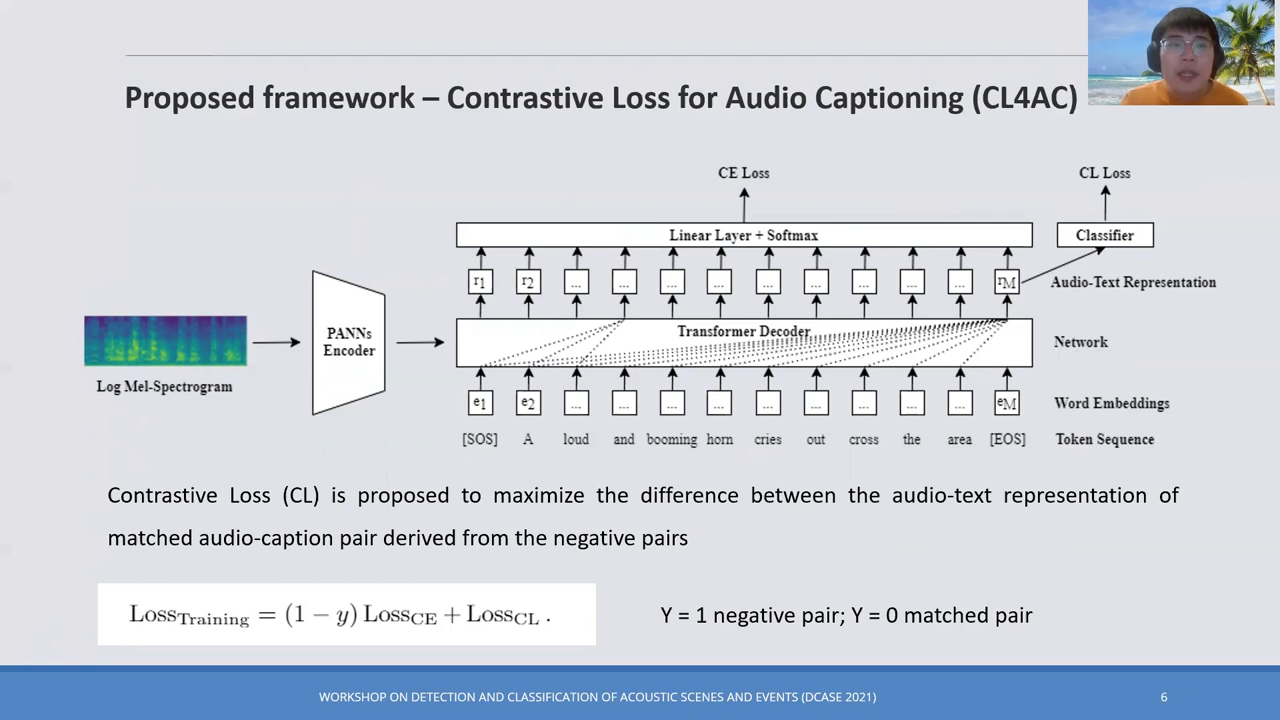 Proposed framework – Contrastive Loss for Audio Captioning (CL4AC)
CE Loss
CL Loss
Linear Layer + Softmax
Classifier
r1 r2 ... ... ... ... ... ... ... ... ... rM
Audio-Text Representation
PANNs
Encoder
Transformer Decoder
Network
Log Mel-Spectrogram
e1 e2 ... ... ... ... ... ... ... ... ... eM
Word Embeddings
[SOS] A loud and booming horn cries out cross the area [EOS]
Token Sequence
Contrastive Loss (CL) is proposed to maximize the difference between the audio-text representation of
matched audio-caption pair derived from the negative pairs
LossTraining = (1 − y) LossCE + LossCL .
Y = 1 negative pair; Y = 0 matched pair
WORKSHOP ON DETECTION AND CLASSIFICATION OF ACOUSTIC SCENES AND EVENTS (DCASE 2021)
6